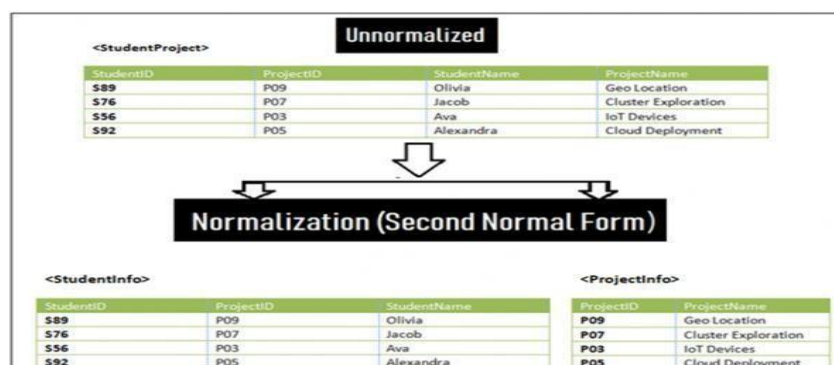 Unnormalized
<StudentProject>
StudentID ProjectID StudentName ProjectName
S89 P09 Olivia Geo Location
S76 P07 Jacob Cluster Exploration
S56 P03 Ava IoT Devices
S92 P05 Alexandra Cloud Deployment
Normalization (Second Normal Form)
<StudentInfo>
StudentID ProjectID StudentName
S89 P09 Olivia
S76 P07 Jacob
S56 P03 Ava
S92 P05 Alexandra
<ProjectInfo>
ProjectID ProjectName
P09 Geo Location
P07 Cluster Exploration
P03 IoT Devices
P05 Cloud Deployment